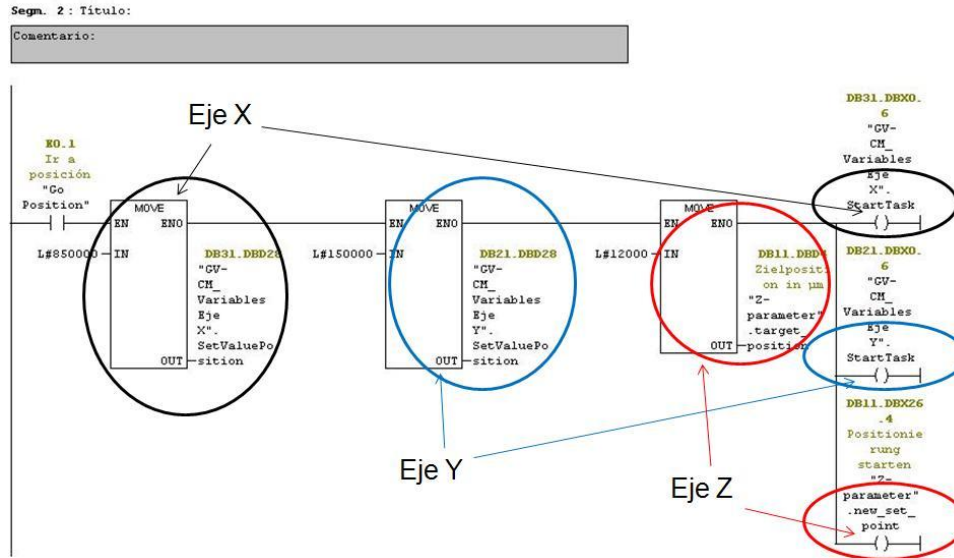 Segm. 2 : Título:
Comentario:
Eje X
E0.1
Ir a
posición
"Go
Position"
MOVE
EN ENO
L#850000 IN
DB31.DBD28
"GV-
CM_
Variables
Eje
X".
SetValuePo
OUT sition
MOVE
EN ENO
L#150000 IN
DB21.DBD28
"GV-
CM_
Variables
Eje
Y".
SetValuePo
OUT sition
MOVE
EN ENO
L#12000 IN
Zielpositi
on in µm
"Z-
parameter"
.target_
OUT position
DB31.DBX0.
6
"GV-
CM_
Variables
Eje
X".
StartTask
( )
DB21.DBX0.
6
"GV-
CM_
Variables
Eje
Y".
StartTask
( )
DB11.DBX26
.4
Positionie
rung
starten
"Z-
parameter"
.new_set_
point
( )
Eje Y
Eje Z